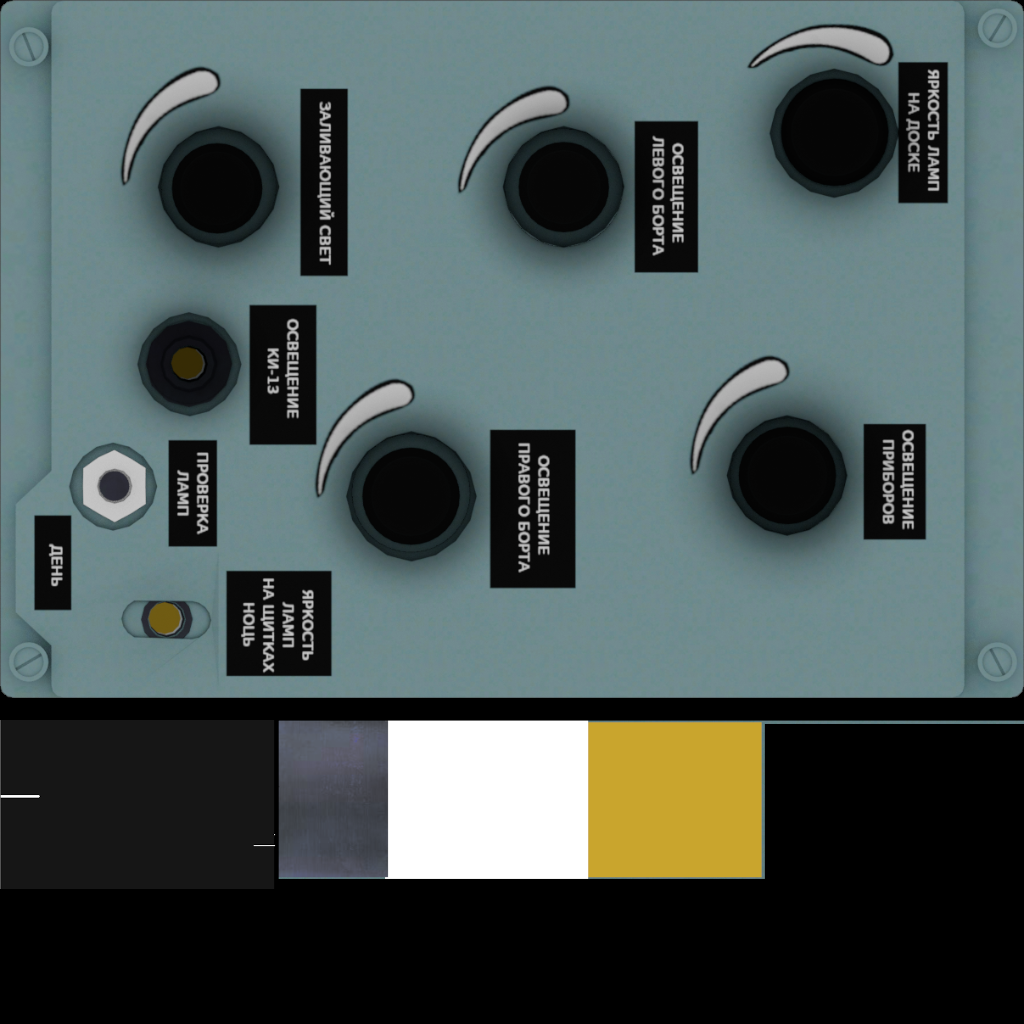 ЯРКОСТЬ ЛАМП
НА ДОСКЕ
ОСВЕЩЕНИЕ
ПРИБОРОВ
ОСВЕЩЕНИЕ
ЛЕВОГО БОРТА
ОСВЕЩЕНИЕ
ПРАВОГО БОРТА
ЗАЛИВАЮЩИЙ СВЕТ
ОСВЕЩЕНИЕ
КИ-13
ЯРКОСТЬ
ЛАМП
НА ЩИТКАХ
НОЦЬ
ПРОВЕРКА
ЛАМП
ДЕНЬ